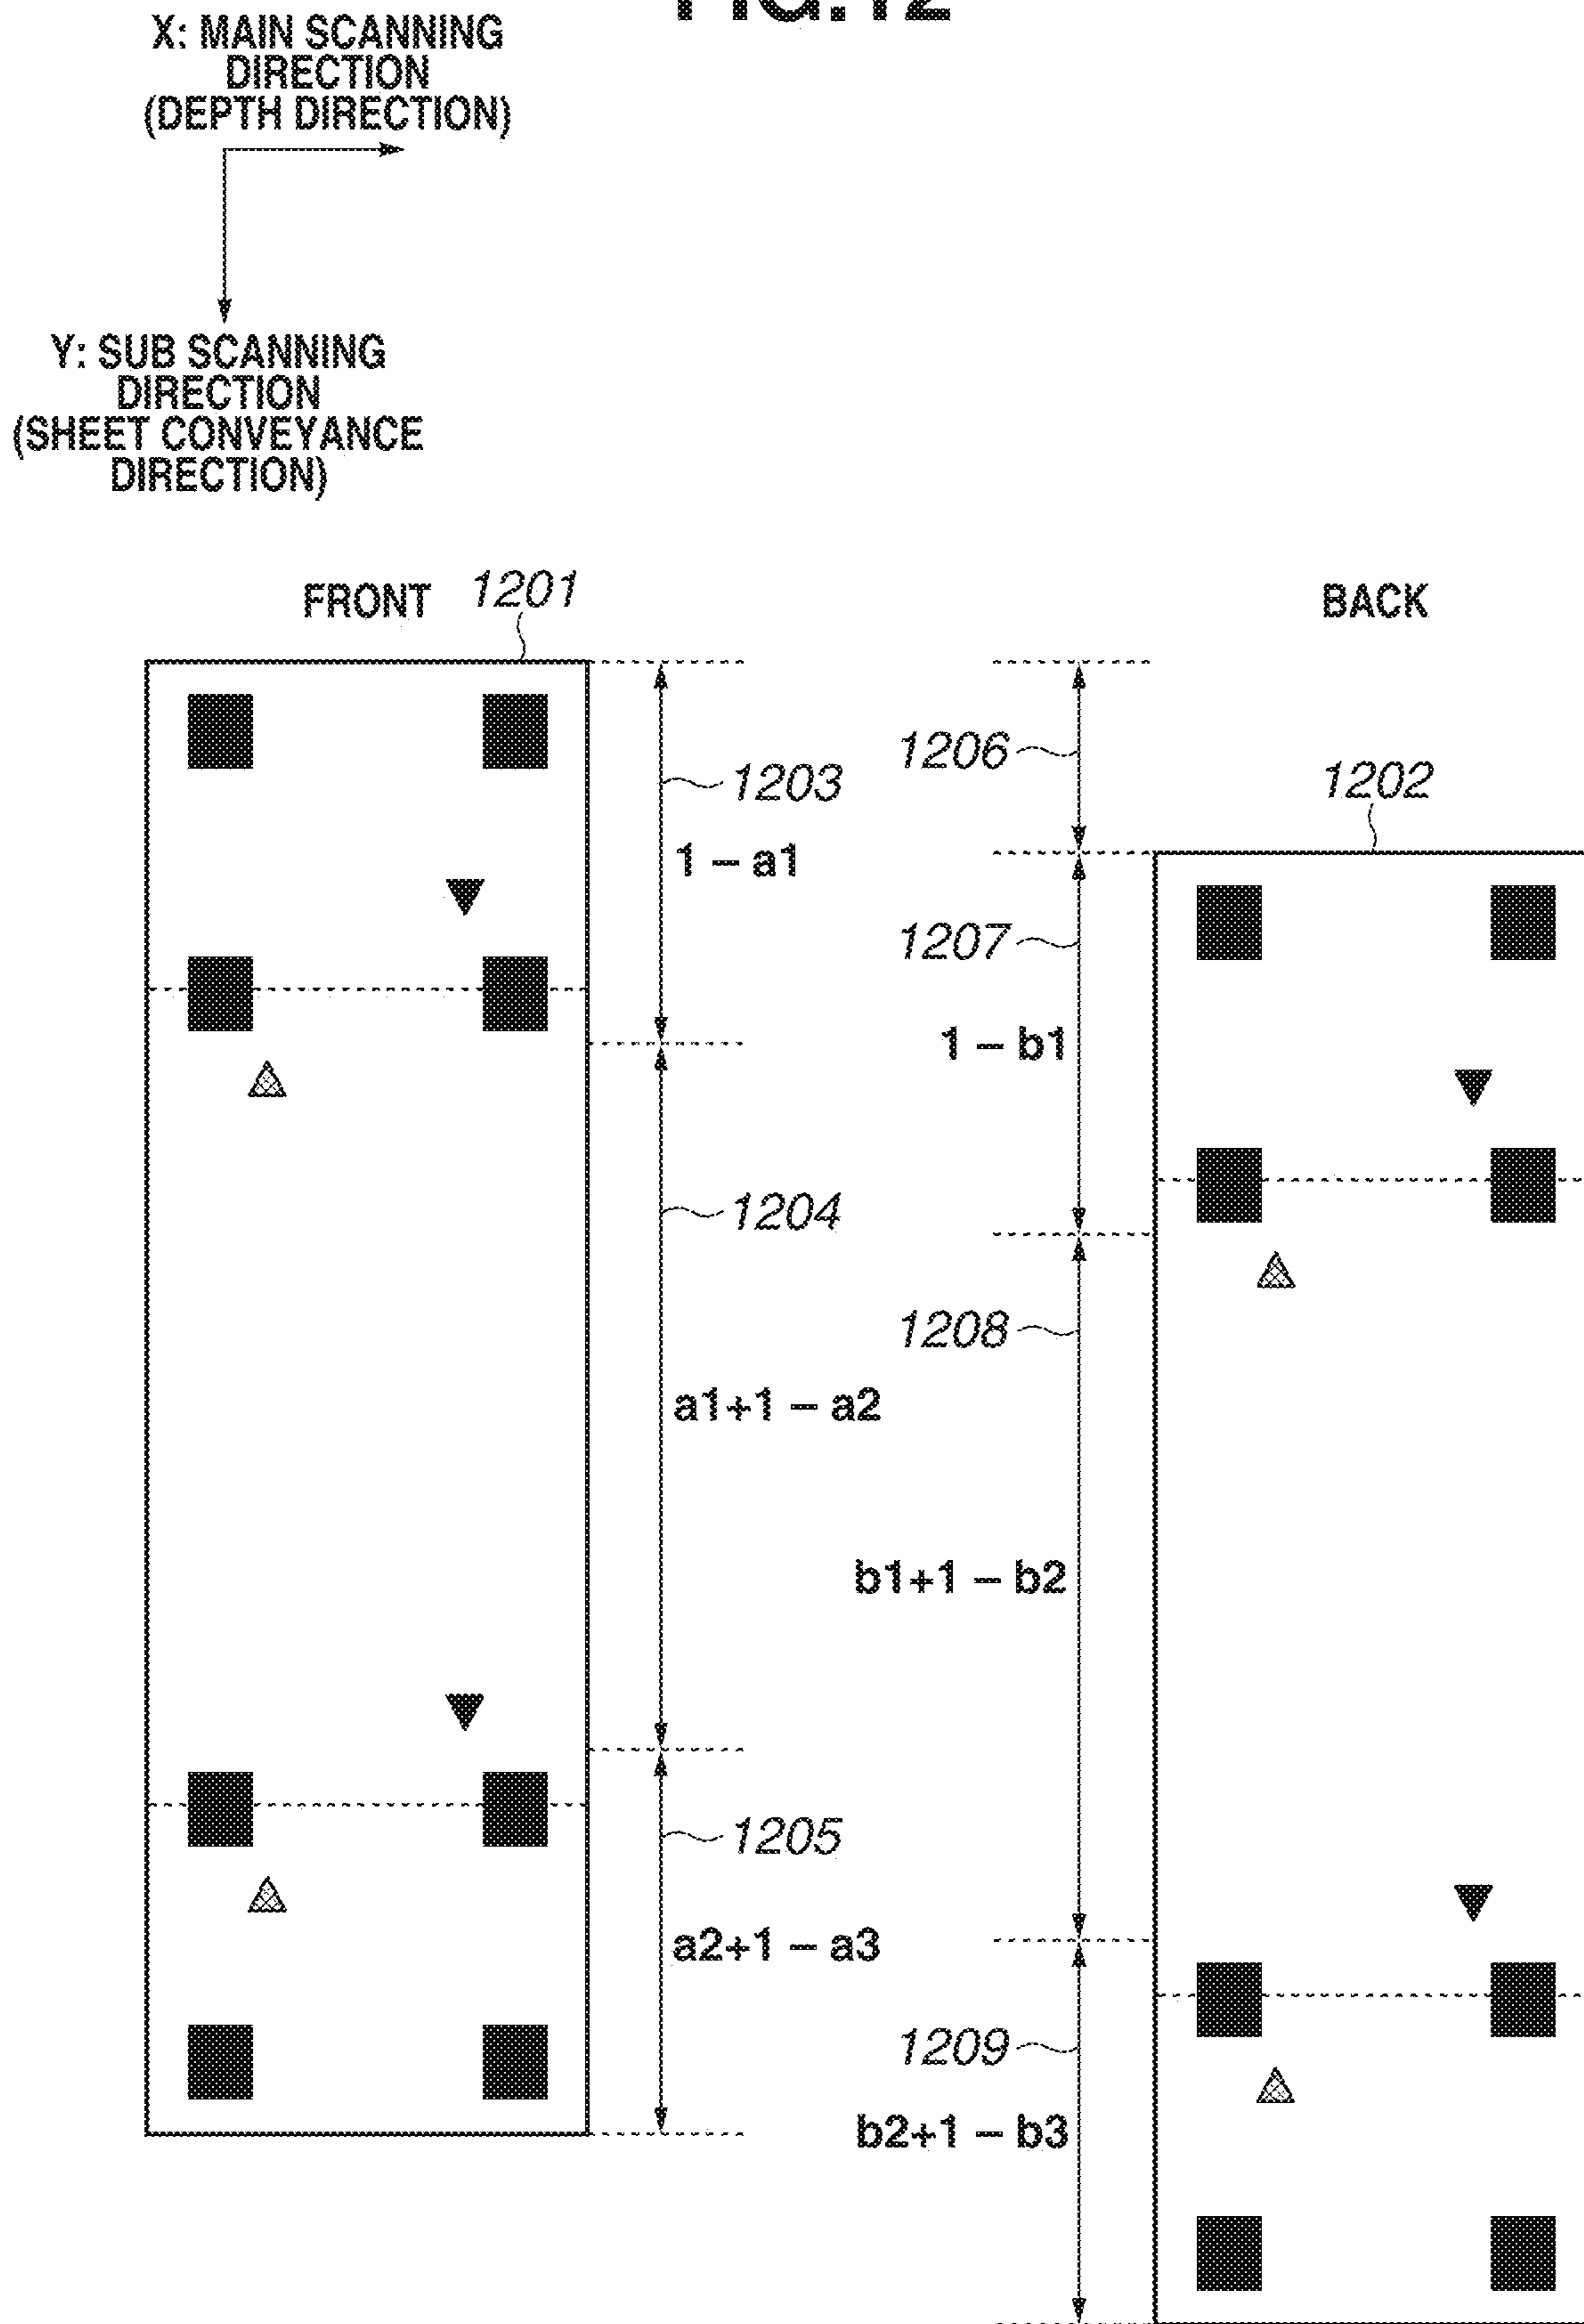 FIG.12
X: MAIN SCANNING
DIRECTION
(DEPTH DIRECTION)
Y: SUB SCANNING
DIRECTION
(SHEET CONVEYANCE
DIRECTION)
FRONT
1201
1203
1 – a1
1204
a1+1 – a2
1205
a2+1 – a3
BACK
1206
1202
1207
1 – b1
1208
b1+1 – b2
1209
b2+1 – b3